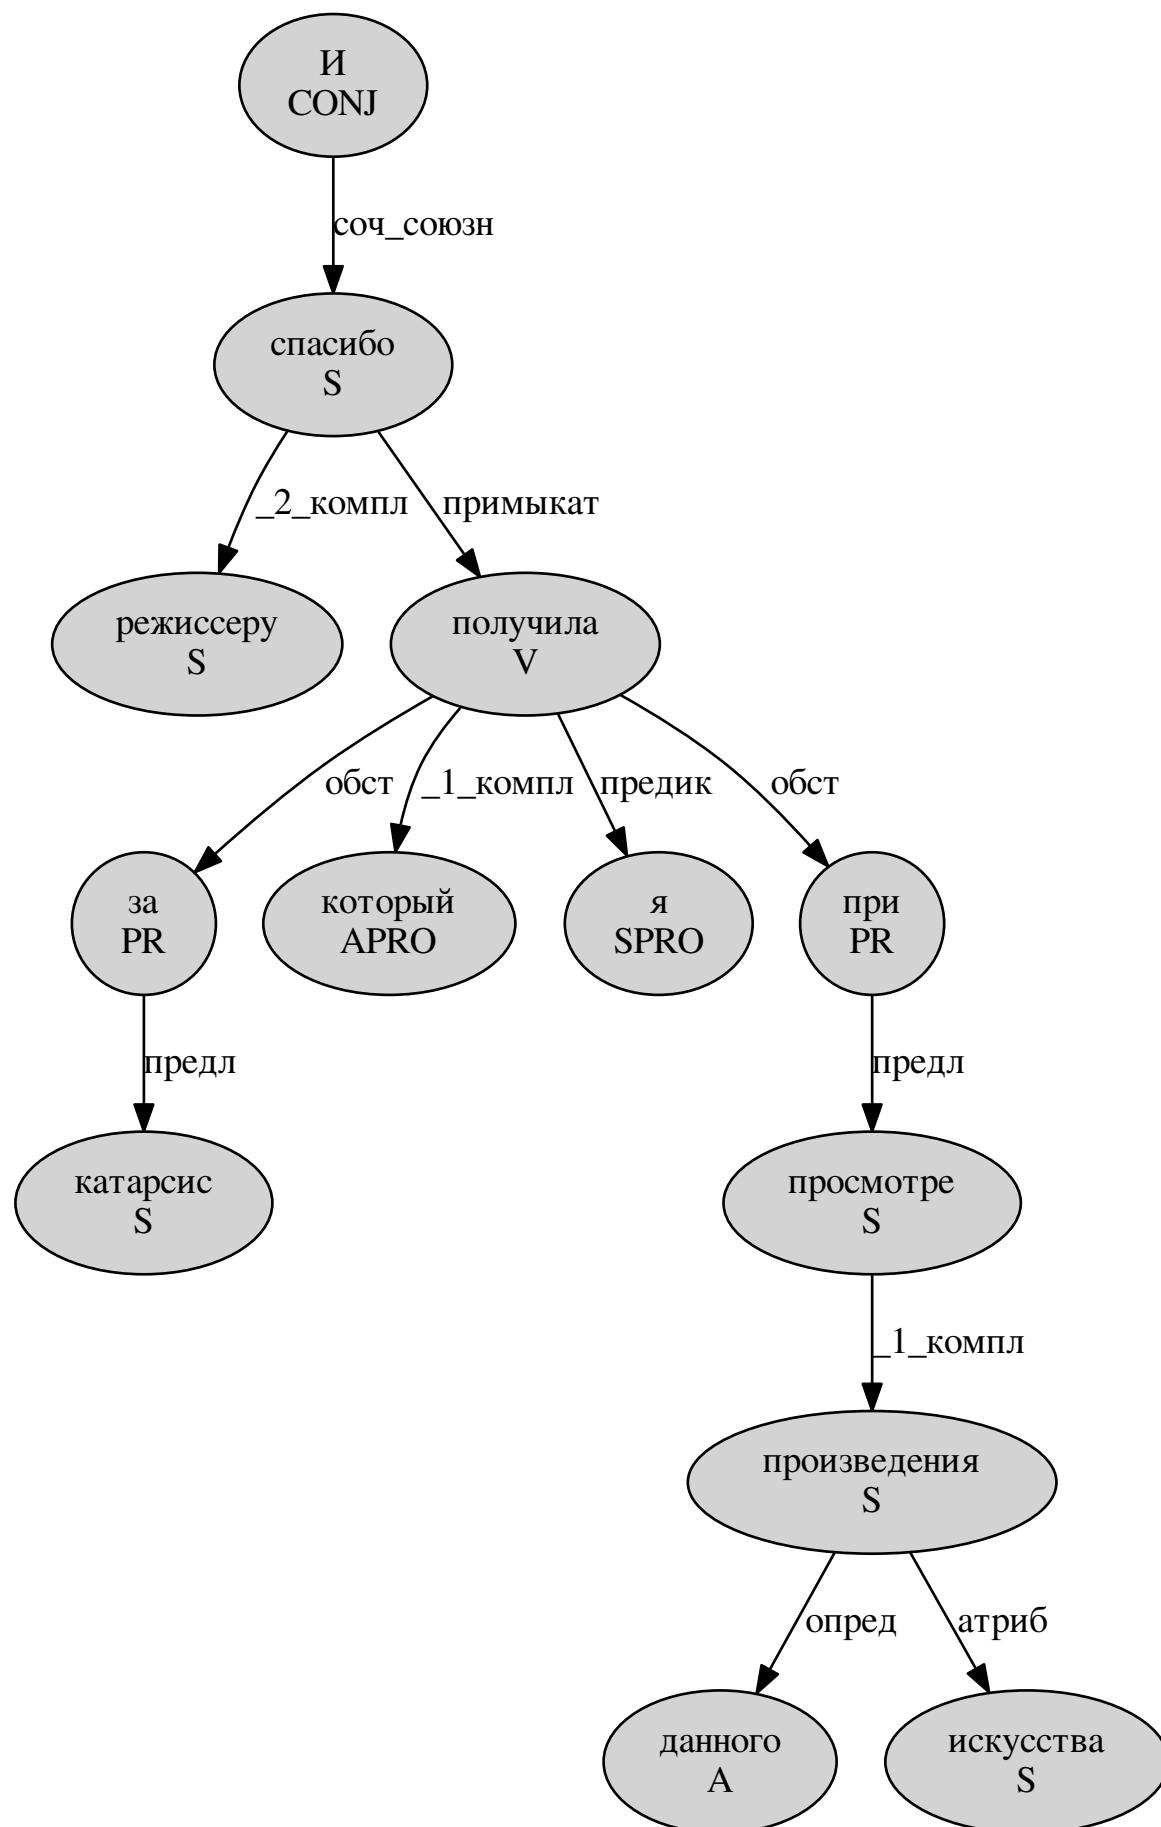 И
CONJ
соч_союзн
спасибо
S
_2_компл
примыкат
режиссеру
S
получила
V
обст
_1_компл
предик
обст
за
PR
который
APRO
я
SPRO
при
PR
предл
предл
катарсис
S
просмотре
S
_1_компл
произведения
S
опред
атриб
данного
A
искусства
S